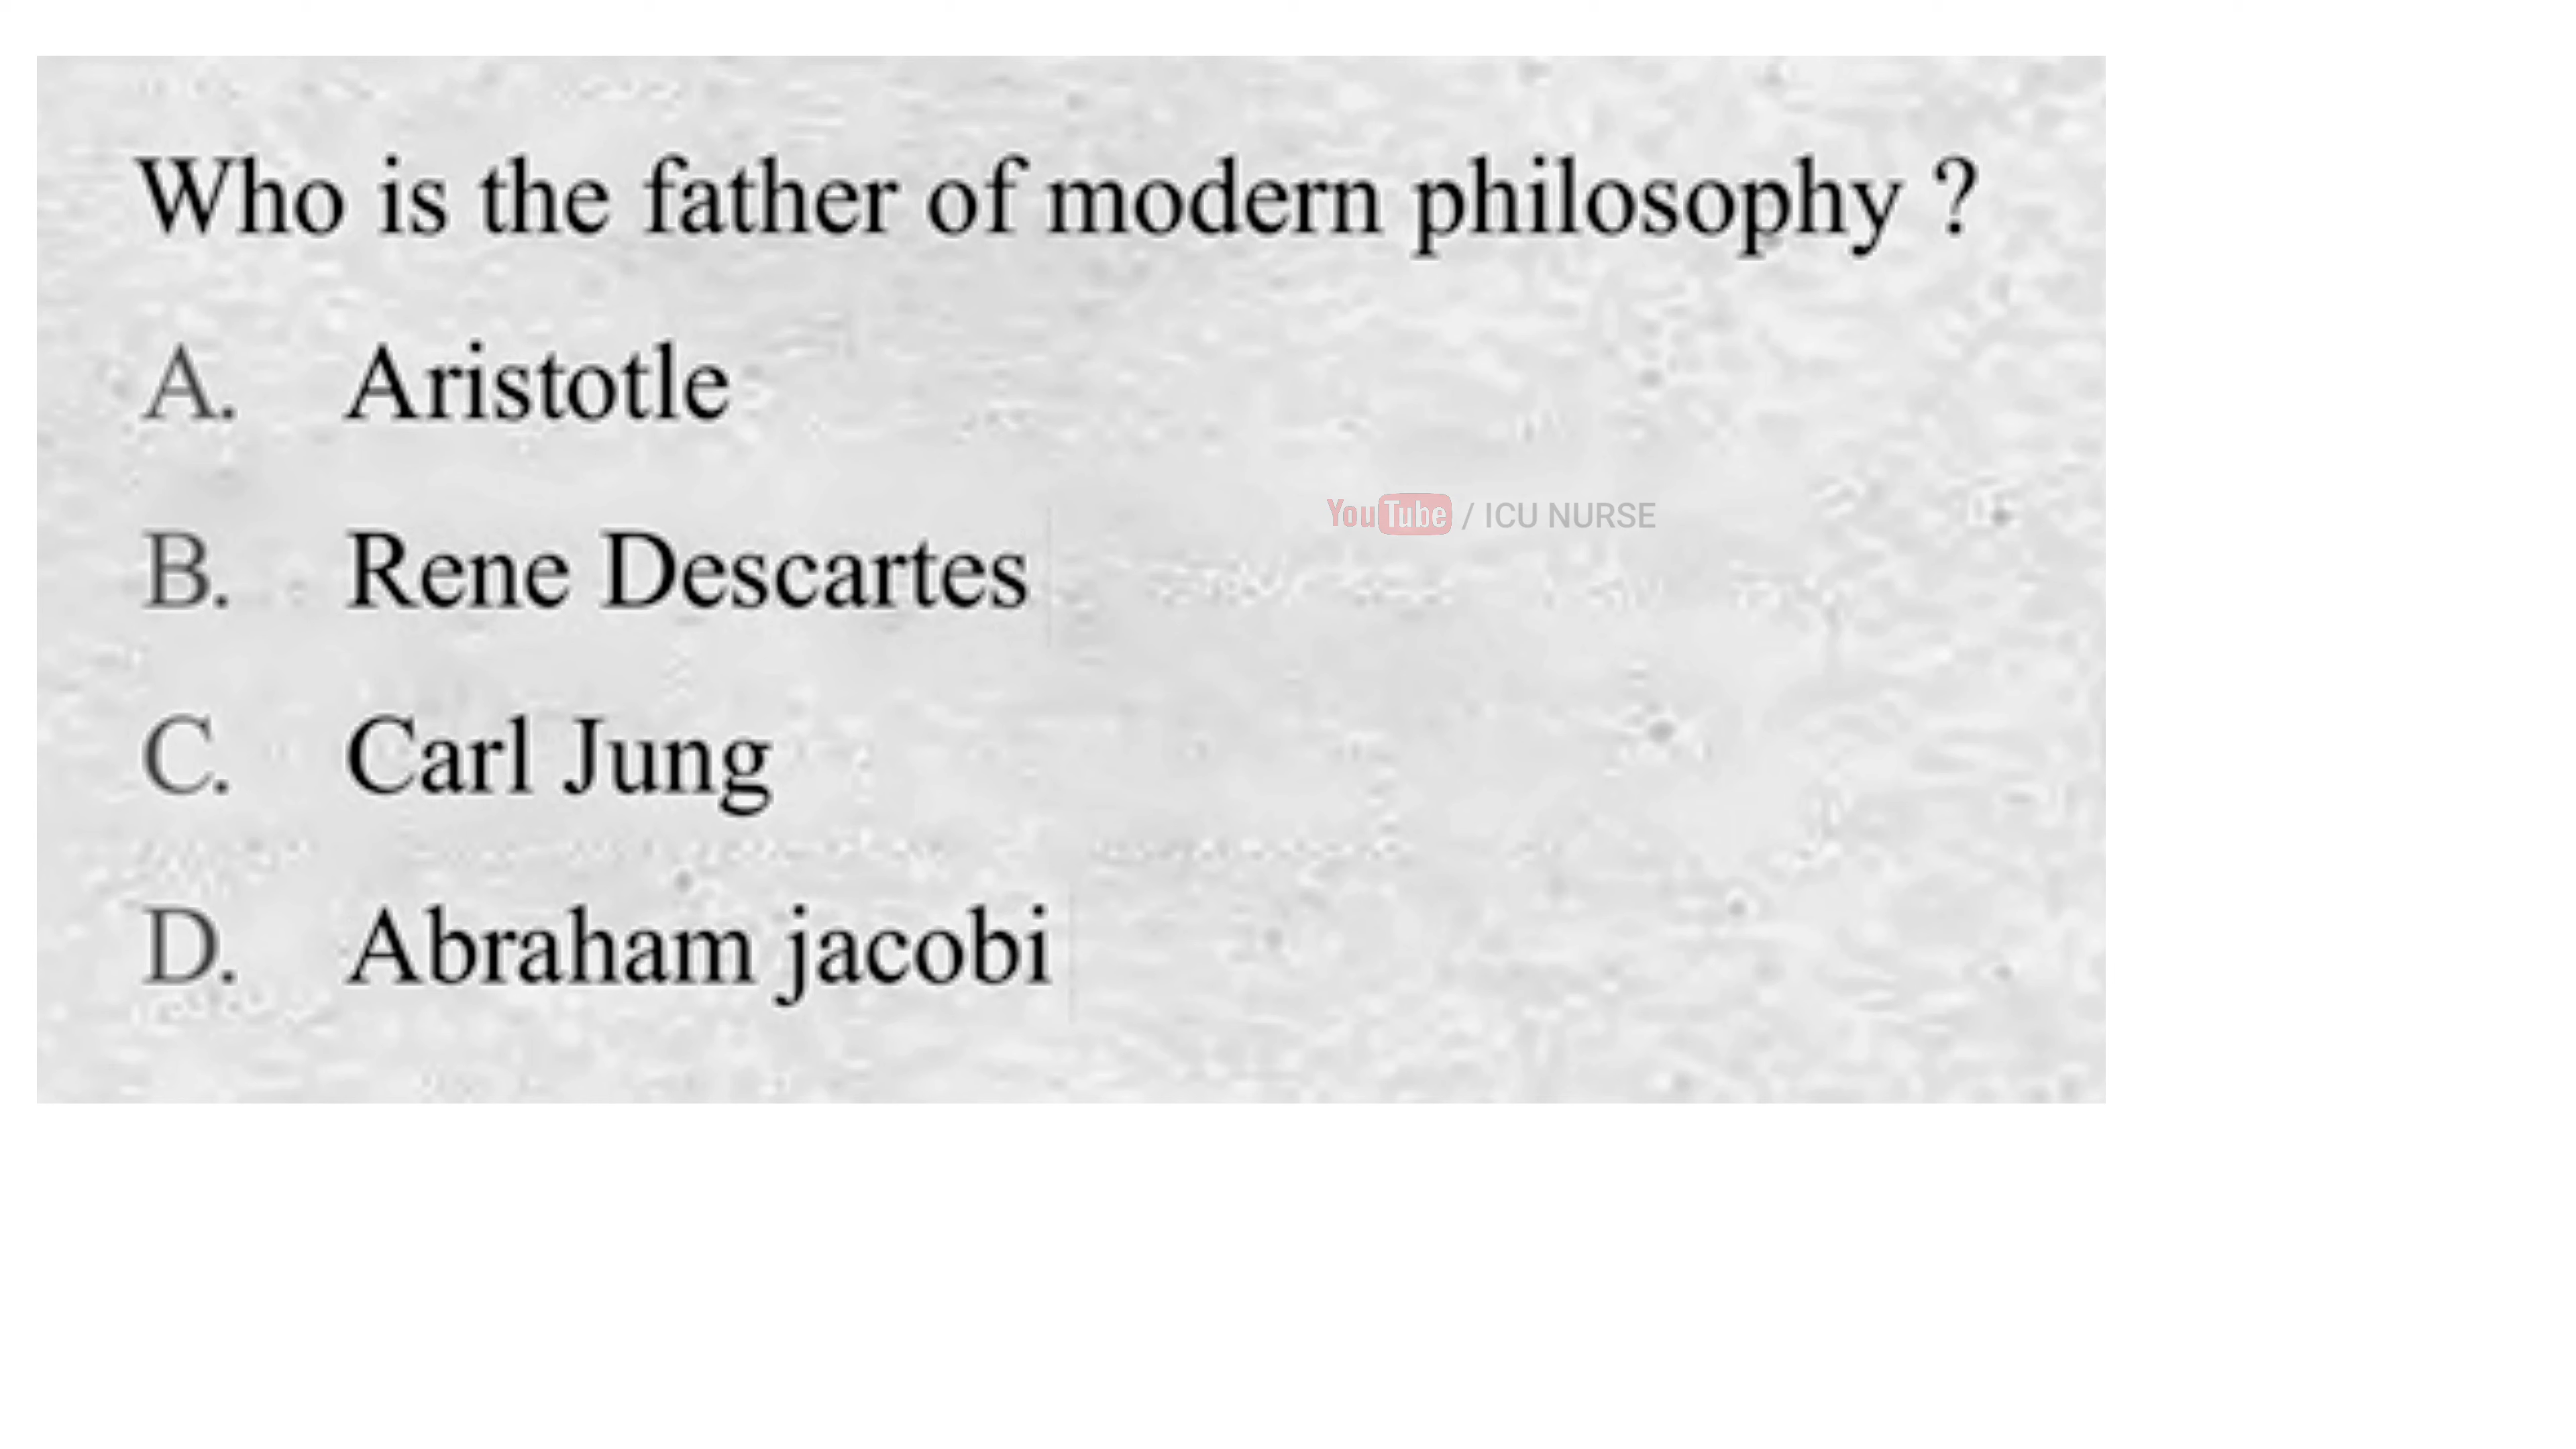 Who is the father of modern philosophy ?
A. Aristotle
YouTube / ICU NURSE
B. Rene Descartes
C. Carl Jung
D. Abraham jacobi